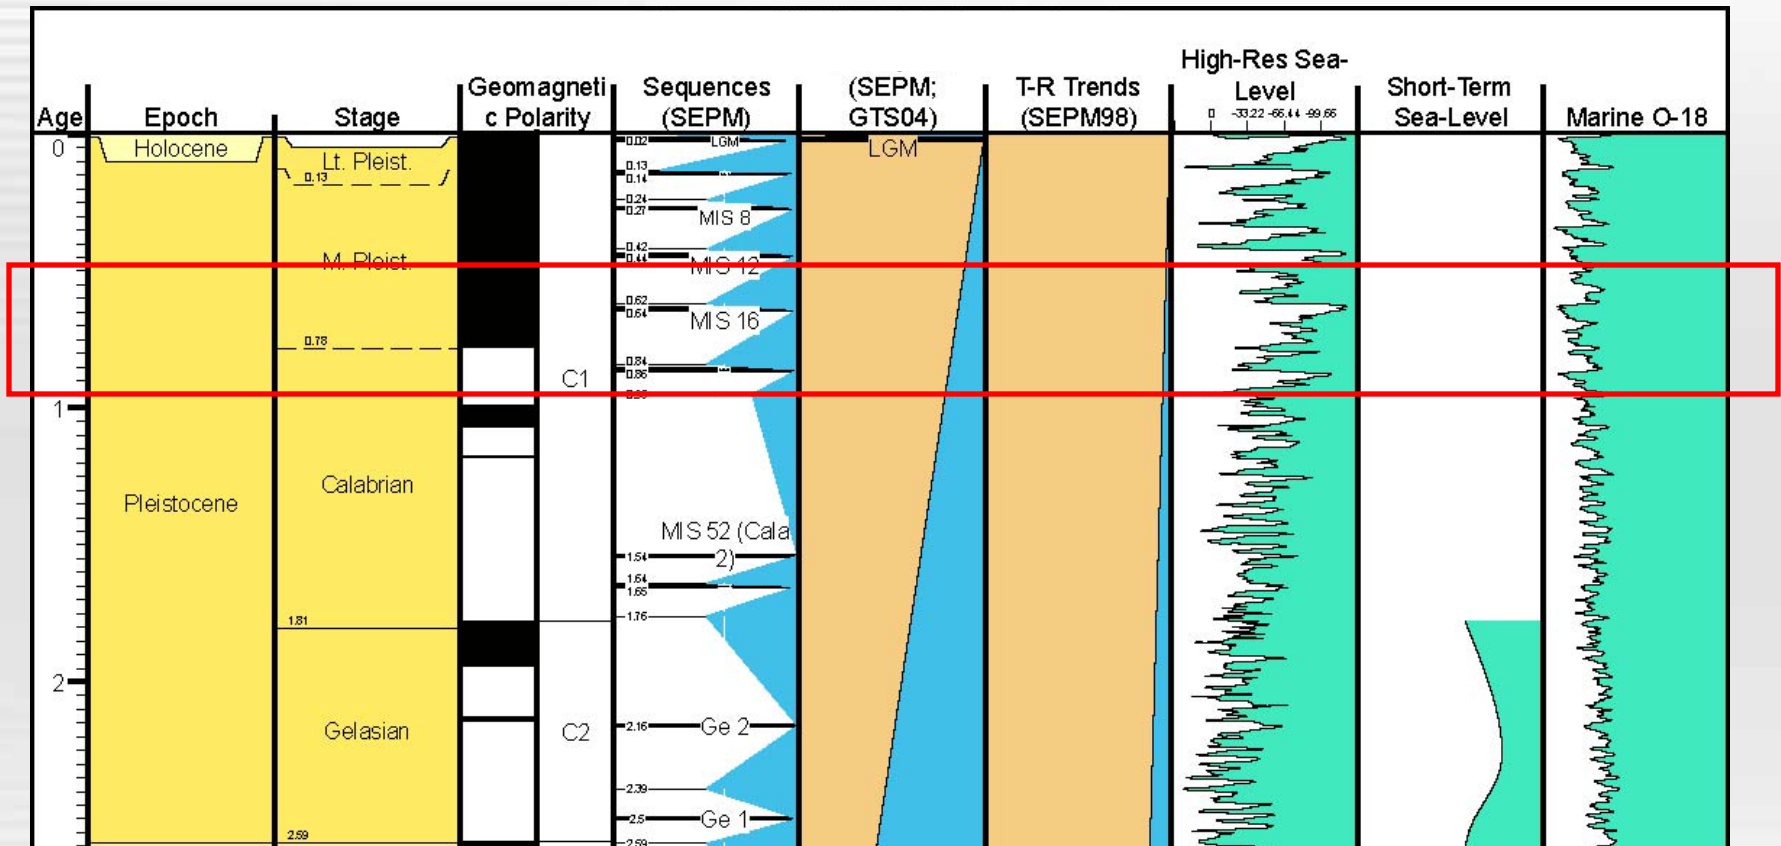 High-Res Sea-
Geomagneti Sequences (SEPM; T-R Trends Level Short-Term
Age Epoch Stage c Polarity (SEPM) GTS04) (SEPM98) 0 -33.22 -66.44 -99.66 Sea-Level Marine O-18
0 Holocene 0.02 LGM LGM
Lt. Pleist. 0.13
0.13 0.14
0.24
0.27 MIS 8
0.42
M. Pleist. 0.44 MIS 12
0.62
0.64 MIS 16
0.78
0.84
C1 0.86
1
Calabrian
Pleistocene
MIS 52 (Cala
1.54 2)
1.64
1.65
1.81 1.76
2
Gelasian C2 2.16 Ge 2
2.39
2.5 Ge 1
2.59 2.59